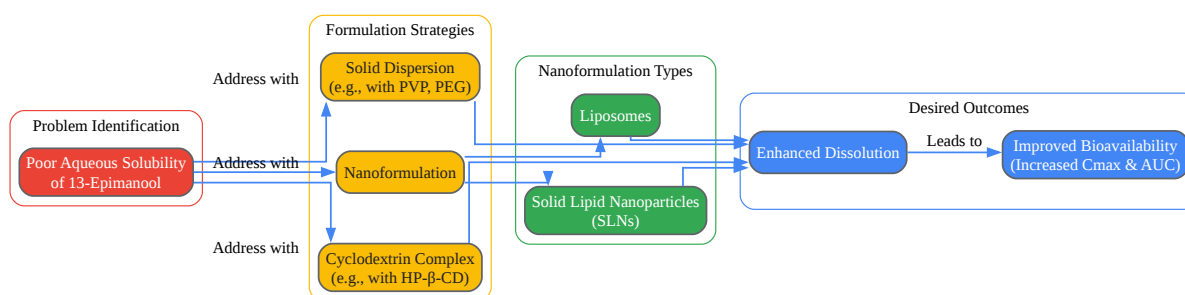 Problem Identification
Poor Aqueous Solubility
of 13-Epimanool
Address with
Address with
Address with
Formulation Strategies
Solid Dispersion
(e.g., with PVP, PEG)
Nanoformulation
Cyclodextrin Complex
(e.g., with HP-β-CD)
Nanoformulation Types
Liposomes
Solid Lipid Nanoparticles
(SLNs)
Desired Outcomes
Enhanced Dissolution
Leads to
Improved Bioavailability
(Increased Cmax & AUC)